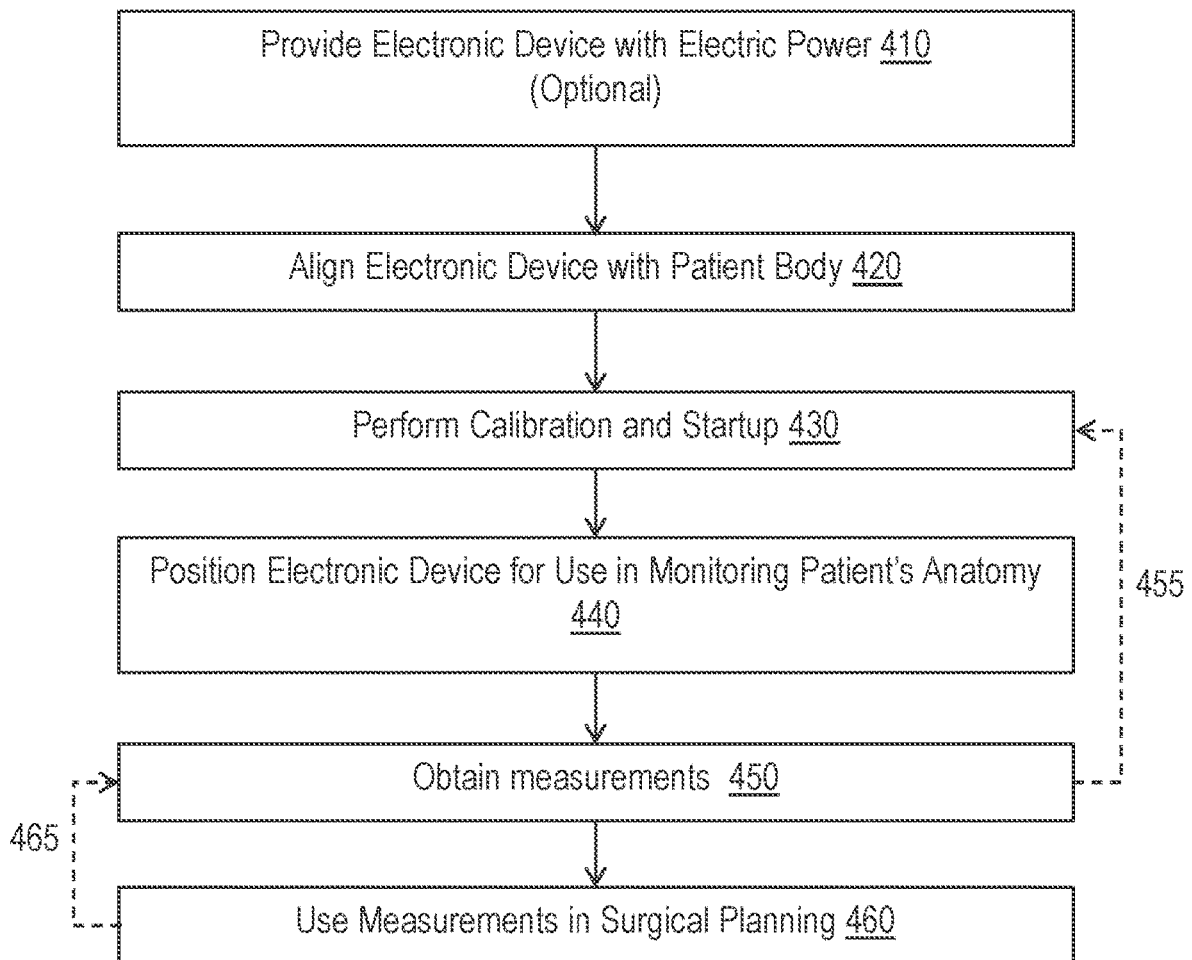 Provide Electronic Device with Electric Power 410
(Optional)
Align Electronic Device with Patient Body 420
Perform Calibration and Startup 430
Position Electronic Device for Use in Monitoring Patient's Anatomy
440
455
Obtain measurements 450
465
Use Measurements in Surgical Planning 460